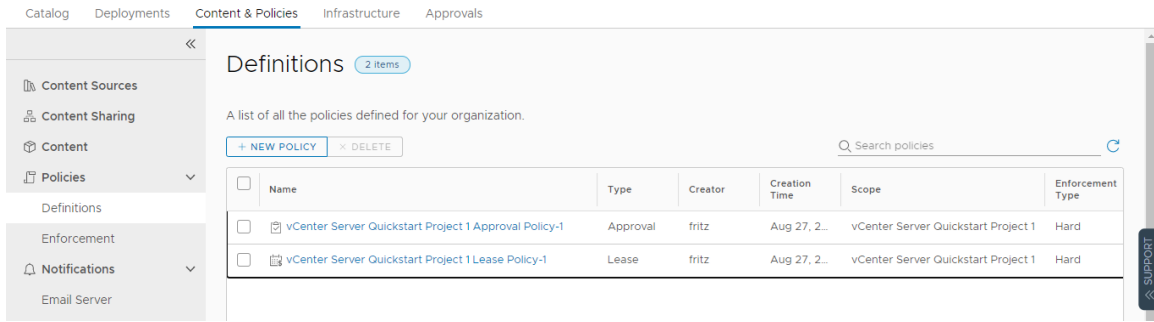 Catalog Deployments Content & Policies Infrastructure Approvals
Content Sources
Content Sharing
Content
Policies
Definitions
Enforcement
Notifications
Email Server
Definitions 2 items
A list of all the policies defined for your organization.
+ NEW POLICY × DELETE Search policies
Name Type Creator Creation Time Scope Enforcement Type
vCenter Server Quickstart Project 1 Approval Policy-1 Approval fritz Aug 27, 2... vCenter Server Quickstart Project 1 Hard
vCenter Server Quickstart Project 1 Lease Policy-1 Lease fritz Aug 27, 2... vCenter Server Quickstart Project 1 Hard
SUPPORT